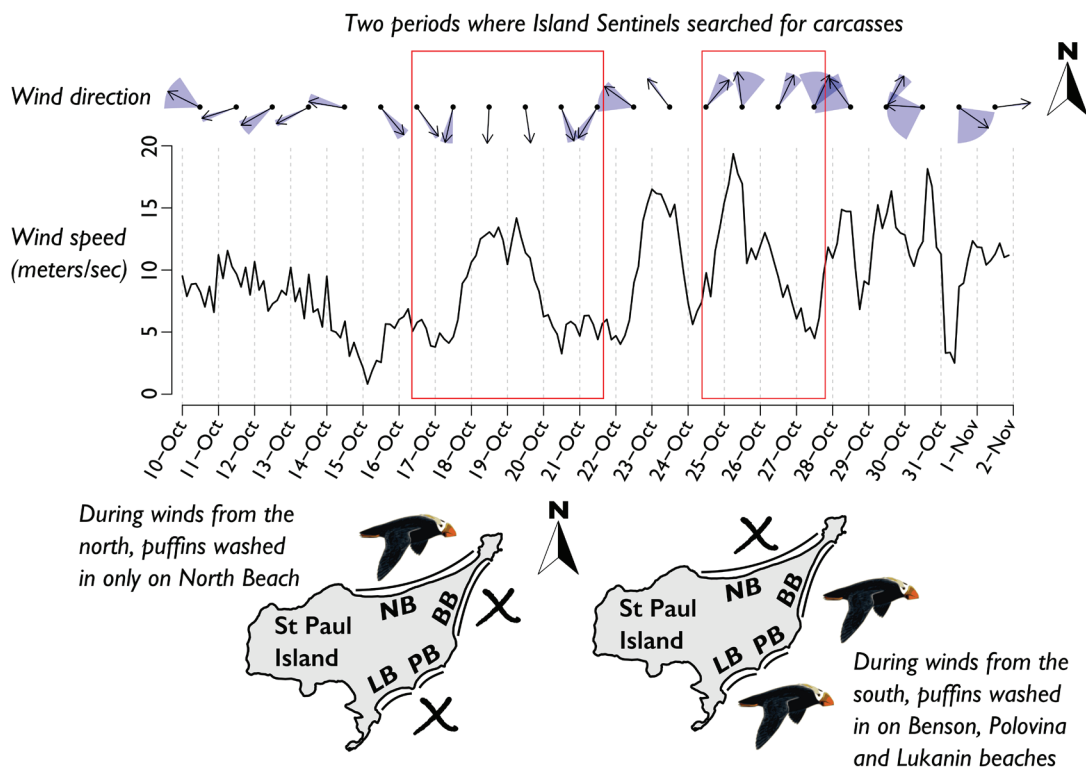 Two periods where Island Sentinels searched for carcasses
N
Wind direction
Wind speed
(meters/sec)
20
15
10
5
0
10–Oct
11–Oct
12–Oct
13–Oct
14–Oct
15–Oct
16–Oct
17–Oct
18–Oct
19–Oct
20–Oct
21–Oct
22–Oct
23–Oct
24–Oct
25–Oct
26–Oct
27–Oct
28–Oct
29–Oct
30–Oct
31–Oct
1–Nov
2–Nov
During winds from the
north, puffins washed
in only on North Beach
N
St Paul
Island
NB
BB
PB
LB
X
X
St Paul
Island
NB
BB
PB
LB
X
During winds from the
south, puffins washed
in on Benson, Polovina
and Lukanin beaches